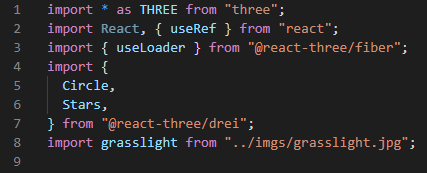 1 import * as THREE from "three";
2 import React, { useRef } from "react";
3 import { useLoader } from "@react-three/fiber";
4 import {
5   Circle,
6   Stars,
7 } from "@react-three/drei";
8 import grasslight from "../imgs/grasslight.jpg";
9